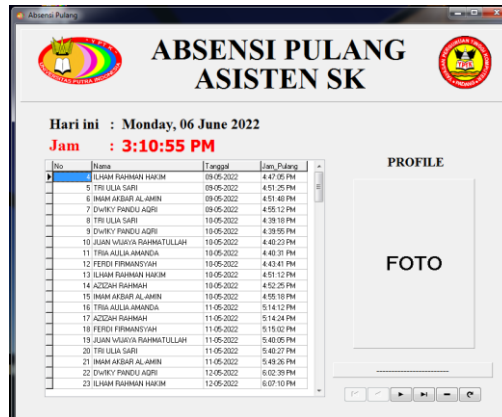 Absensi Pulang
ABSENSI PULANG
ASISTEN SK
Hari ini : Monday, 06 June 2022
Jam : 3:10:55 PM
No Nama Tanggal Jam_Pulang
4 ILHAM RAHMAN HAKIM 09-05-2022 4:47:05 PM
5 TRI ULIA SARI 09-05-2022 4:51:25 PM
6 IMAM AKBAR AL-AMIN 09-05-2022 4:51:48 PM
7 DWIKY PANDU AQRI 09-05-2022 4:55:12 PM
8 TRI ULIA SARI 10-05-2022 4:39:18 PM
9 DWIKY PANDU AQRI 10-05-2022 4:39:55 PM
10 JUAN WIJAYA RAHMATULLAH 10-05-2022 4:40:23 PM
11 TRIA AULIA AMANDA 10-05-2022 4:40:31 PM
12 FERDI FIRMANSYAH 10-05-2022 4:43:41 PM
13 ILHAM RAHMAN HAKIM 10-05-2022 4:51:12 PM
14 AZIZAH RAHMAH 10-05-2022 4:52:25 PM
15 IMAM AKBAR AL-AMIN 10-05-2022 4:55:18 PM
16 TRIA AULIA AMANDA 11-05-2022 5:14:12 PM
17 AZIZAH RAHMAH 11-05-2022 5:14:24 PM
18 FERDI FIRMANSYAH 11-05-2022 5:15:02 PM
19 JUAN WIJAYA RAHMATULLAH 11-05-2022 5:40:05 PM
20 TRI ULIA SARI 11-05-2022 5:40:27 PM
21 IMAM AKBAR AL-AMIN 11-05-2022 5:49:26 PM
22 DWIKY PANDU AQRI 12-05-2022 6:02:39 PM
23 ILHAM RAHMAN HAKIM 12-05-2022 6:07:10 PM
PROFILE
FOTO
-------------------------